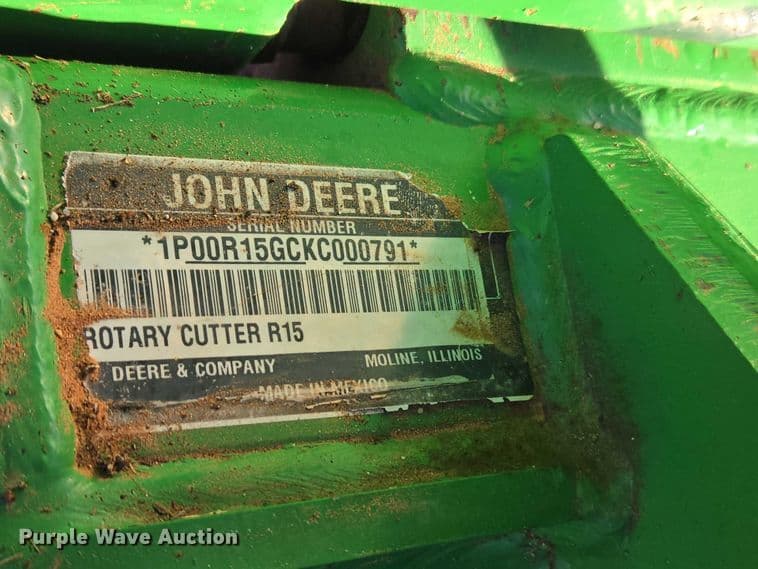 JOHN DEERE
SERIAL NUMBER
*1P00R15GCKC000791*
ROTARY CUTTER R15
DEERE & COMPANY MOLINE, ILLINOIS
MADE IN MEXICO
Purple Wave Auction